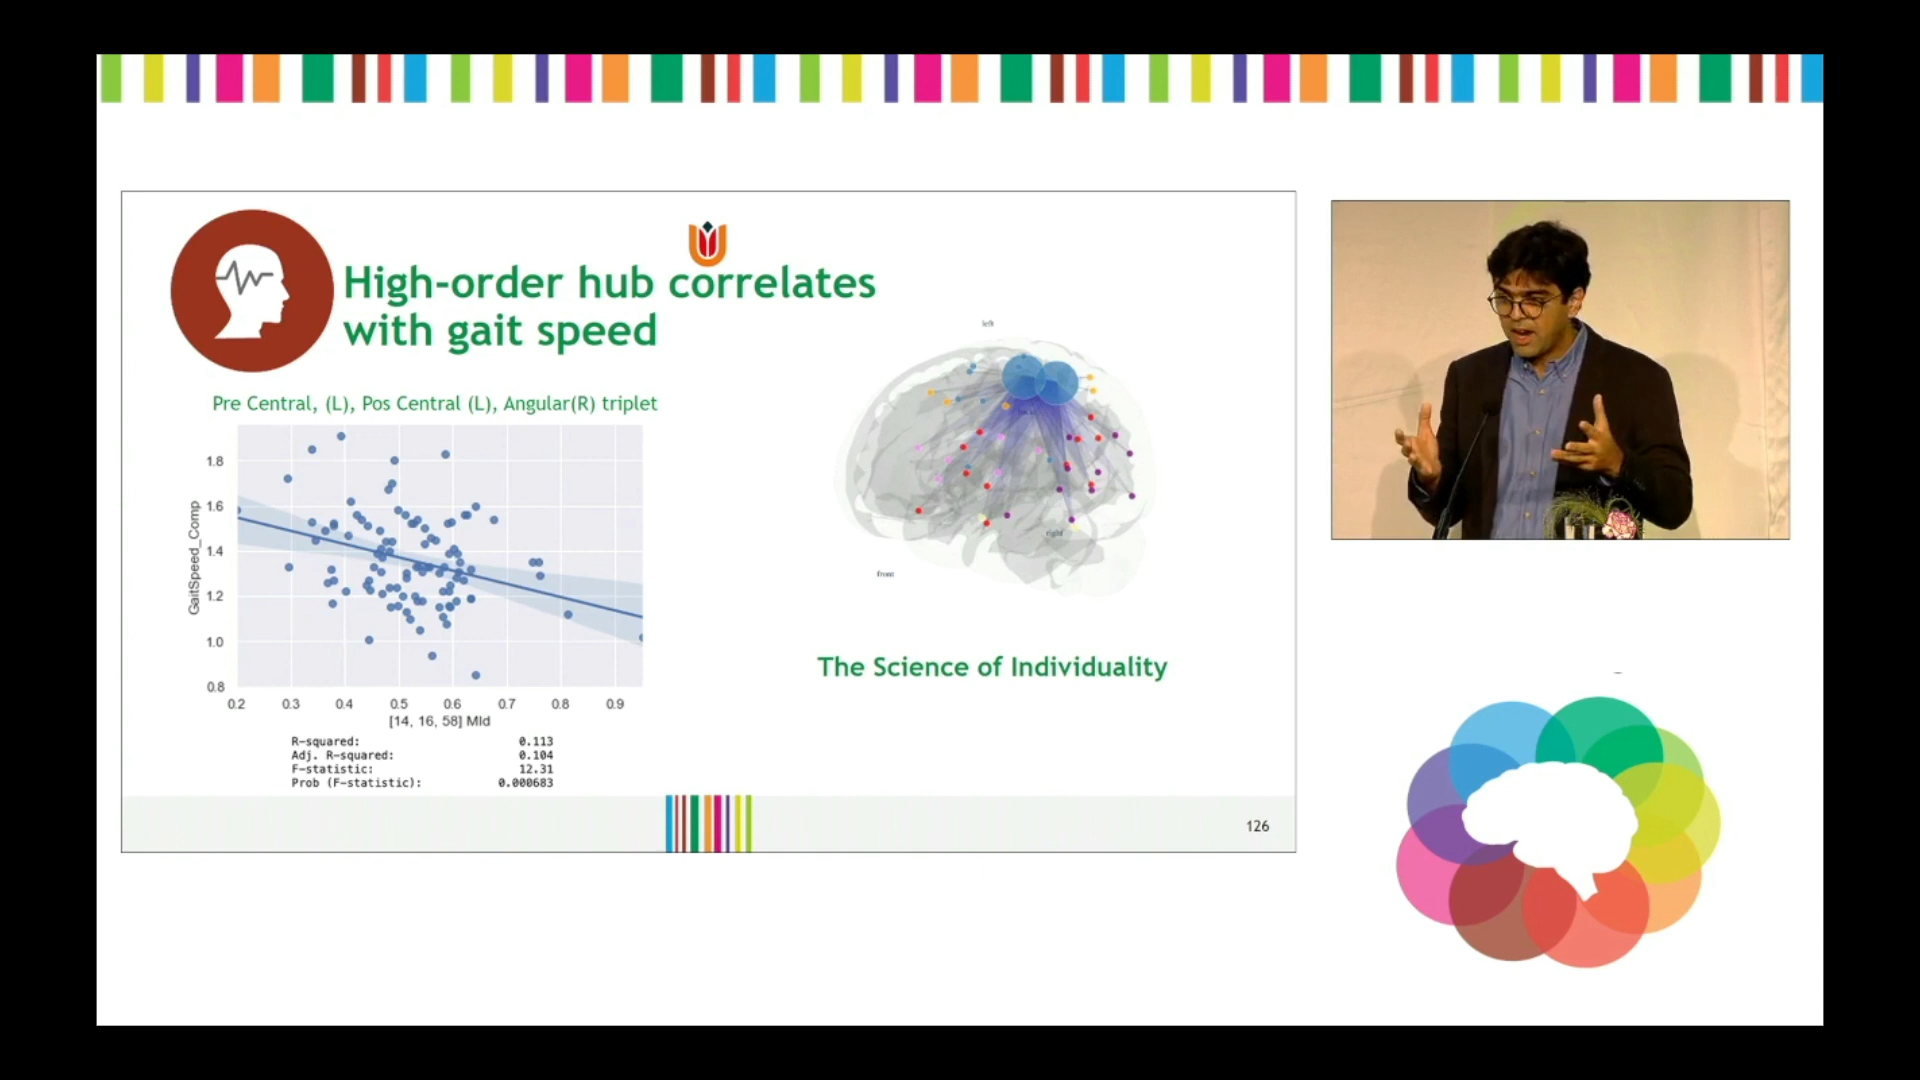 High-order hub correlates
with gait speed
Pre Central, (L), Pos Central (L), Angular(R) triplet
GaitSpeed_Comp
1.8
1.6
1.4
1.2
1.0
0.8
0.2 0.3 0.4 0.5 0.6 0.7 0.8 0.9
[14, 16, 58] Mld
R-squared: 0.113
Adj. R-squared: 0.104
F-statistic: 12.31
Prob (F-statistic): 0.000683
left
right
front
The Science of Individuality
126